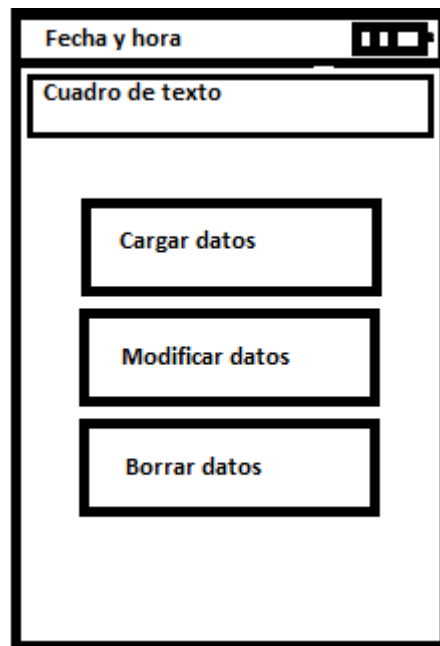 Fecha y hora
Cuadro de texto
Cargar datos
Modificar datos
Borrar datos